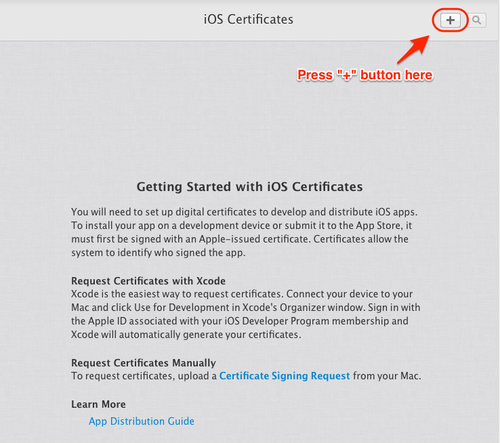 iOS Certificates
+
Press "+" button here
Getting Started with iOS Certificates
You will need to set up digital certificates to develop and distribute iOS apps.
To install your app on a development device or submit it to the App Store, it
must first be signed with an Apple-issued certificate. Certificates allow the
system to identify who signed the app.
Request Certificates with Xcode
Xcode is the easiest way to request certificates. Connect your device to your
Mac and click Use for Development in Xcode's Organizer window. Sign in with
the Apple ID associated with your iOS Developer Program membership and
Xcode will automatically generate your certificates.
Request Certificates Manually
To request certificates, upload a Certificate Signing Request from your Mac.
Learn More
App Distribution Guide